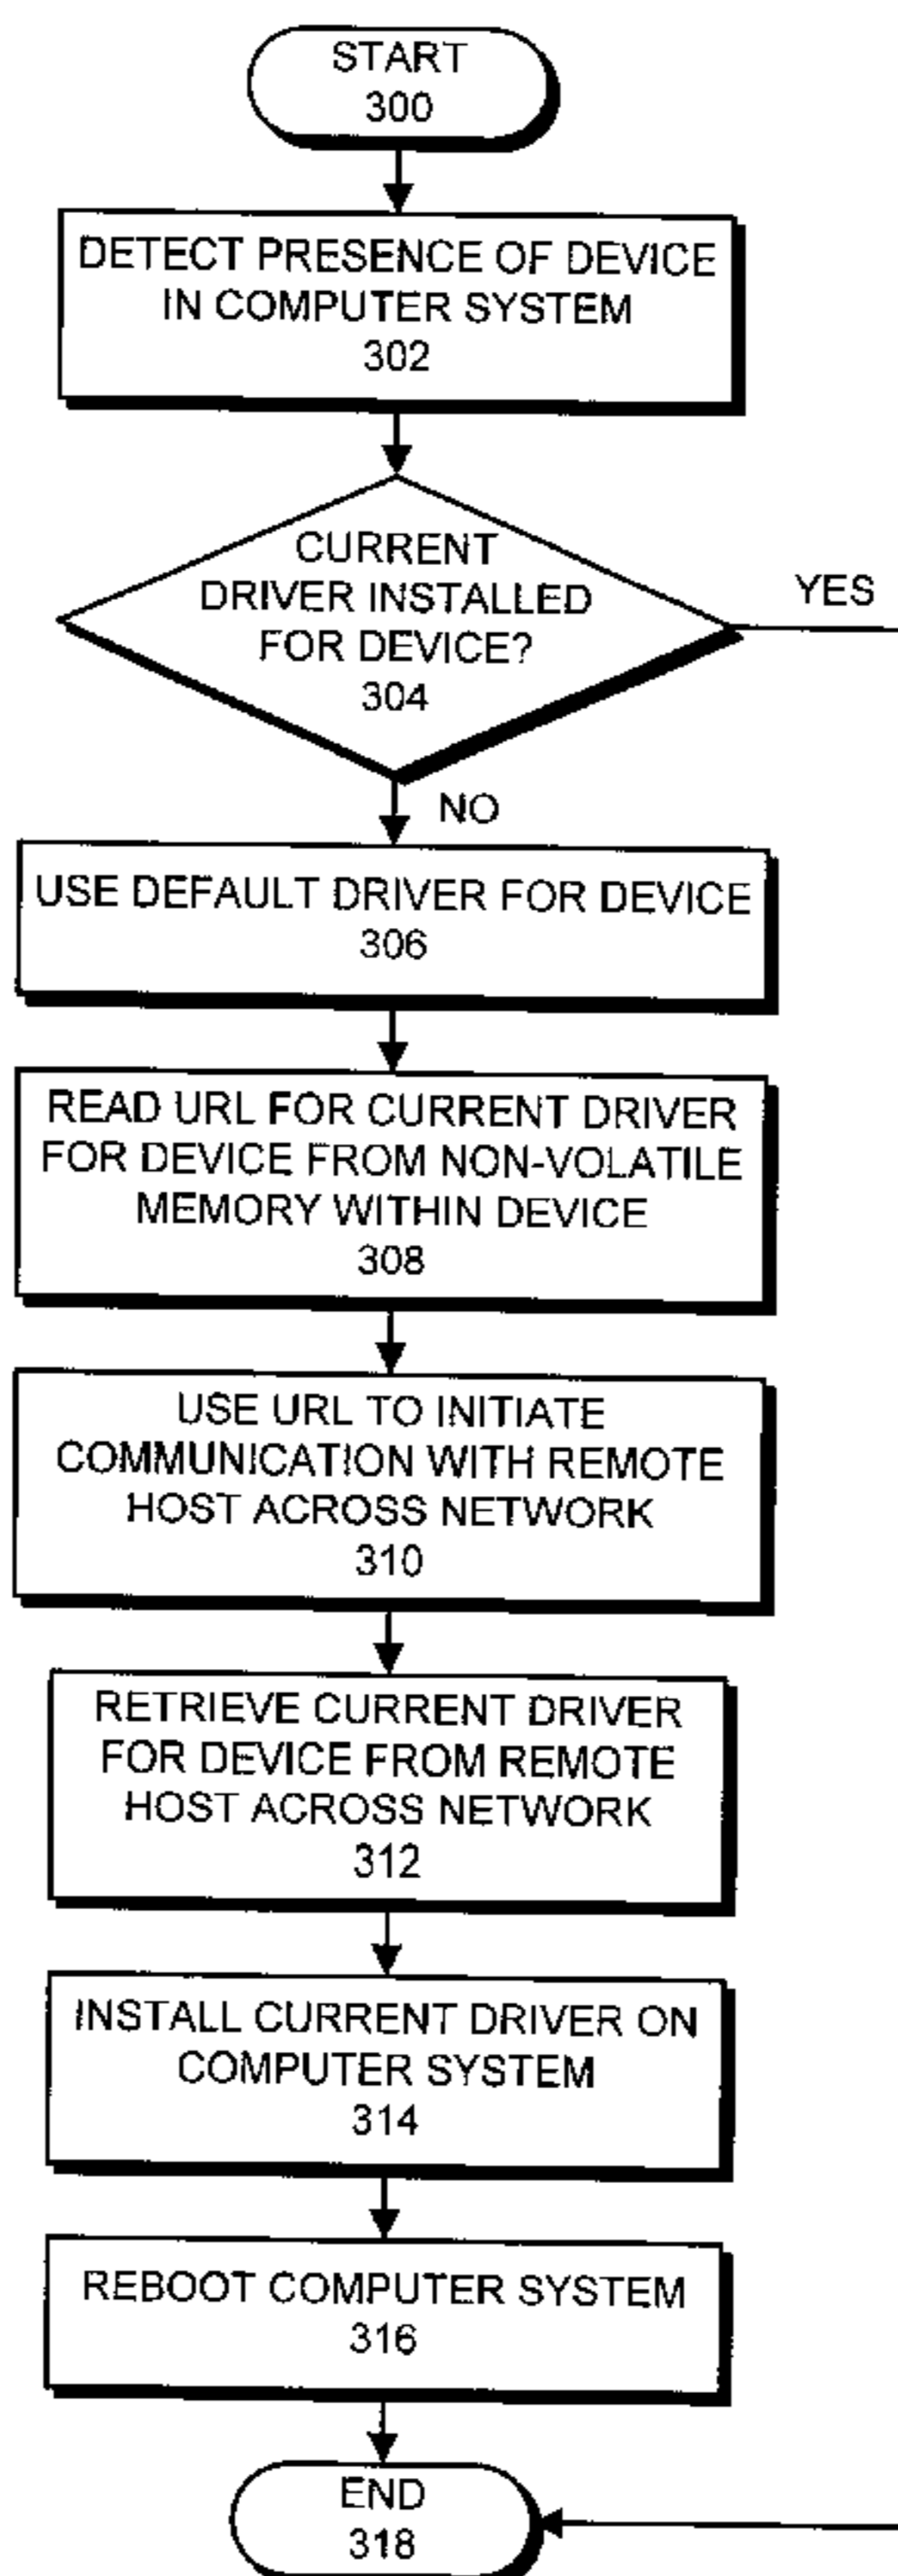 START
300
DETECT PRESENCE OF DEVICE
IN COMPUTER SYSTEM
302
CURRENT
DRIVER INSTALLED
FOR DEVICE?
304
YES
NO
USE DEFAULT DRIVER FOR DEVICE
306
READ URL FOR CURRENT DRIVER
FOR DEVICE FROM NON-VOLATILE
MEMORY WITHIN DEVICE
308
USE URL TO INITIATE
COMMUNICATION WITH REMOTE
HOST ACROSS NETWORK
310
RETRIEVE CURRENT DRIVER
FOR DEVICE FROM REMOTE
HOST ACROSS NETWORK
312
INSTALL CURRENT DRIVER ON
COMPUTER SYSTEM
314
REBOOT COMPUTER SYSTEM
316
END
318